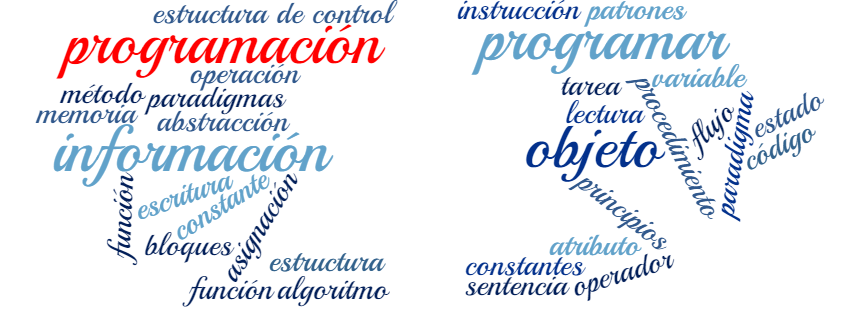 estructura de control
programación
operación
método paradigmas
memoria abstracción
información
función
escritura
constante
asignación
bloques
estructura
función algoritmo
instrucción patrones
programar
variable
tarea
procedimiento
lectura
flujo
paradigma
estado
código
objeto
principios
atributo
constantes
sentencia operador